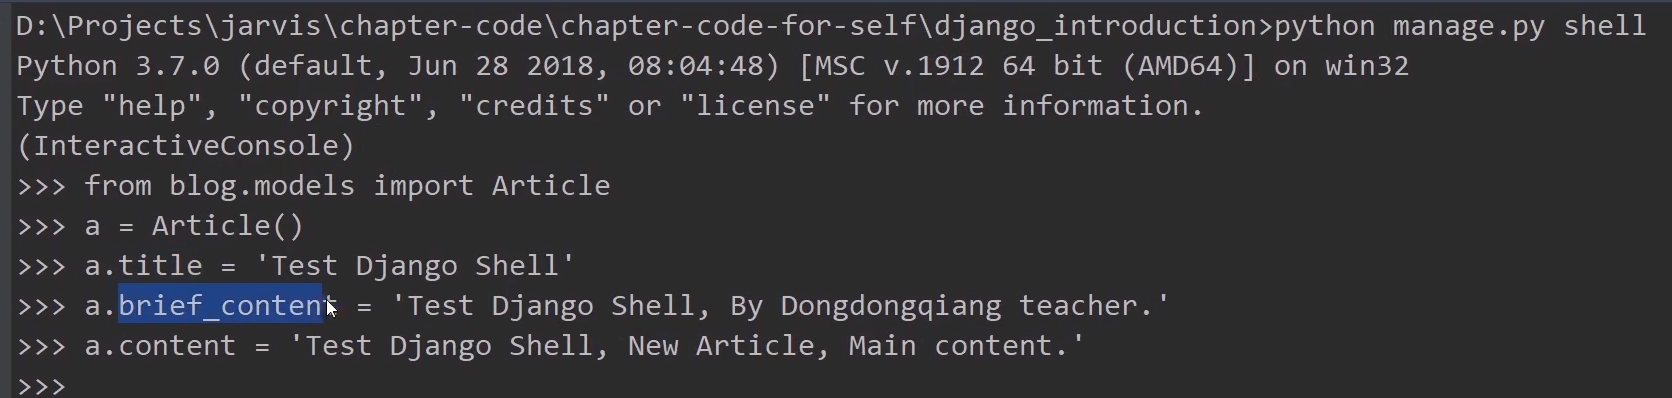 D:\Projects\jarvis\chapter-code\chapter-code-for-self\django_introduction>python manage.py shell
Python 3.7.0 (default, Jun 28 2018, 08:04:48) [MSC v.1912 64 bit (AMD64)] on win32
Type "help", "copyright", "credits" or "license" for more information.
(InteractiveConsole)
>>> from blog.models import Article
>>> a = Article()
>>> a.title = 'Test Django Shell'
>>> a.brief_content = 'Test Django Shell, By Dongdongqiang teacher.'
>>> a.content = 'Test Django Shell, New Article, Main content.'
>>>